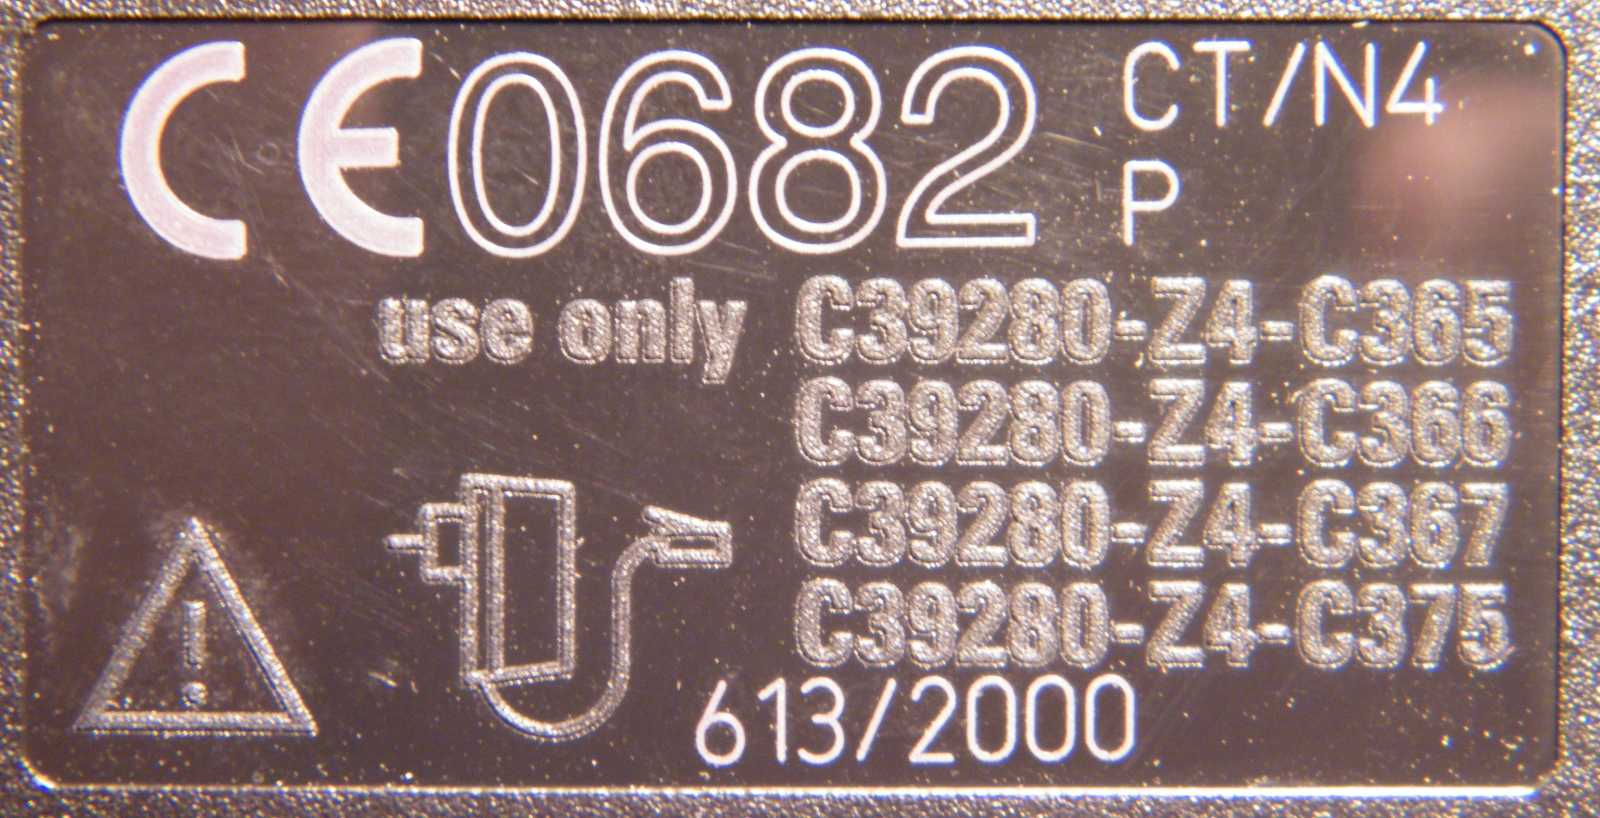 CE0682 CT/N4
P
use only C39280-Z4-C365
C39280-Z4-C366
C39280-Z4-C367
C39280-Z4-C375
!
613/2000